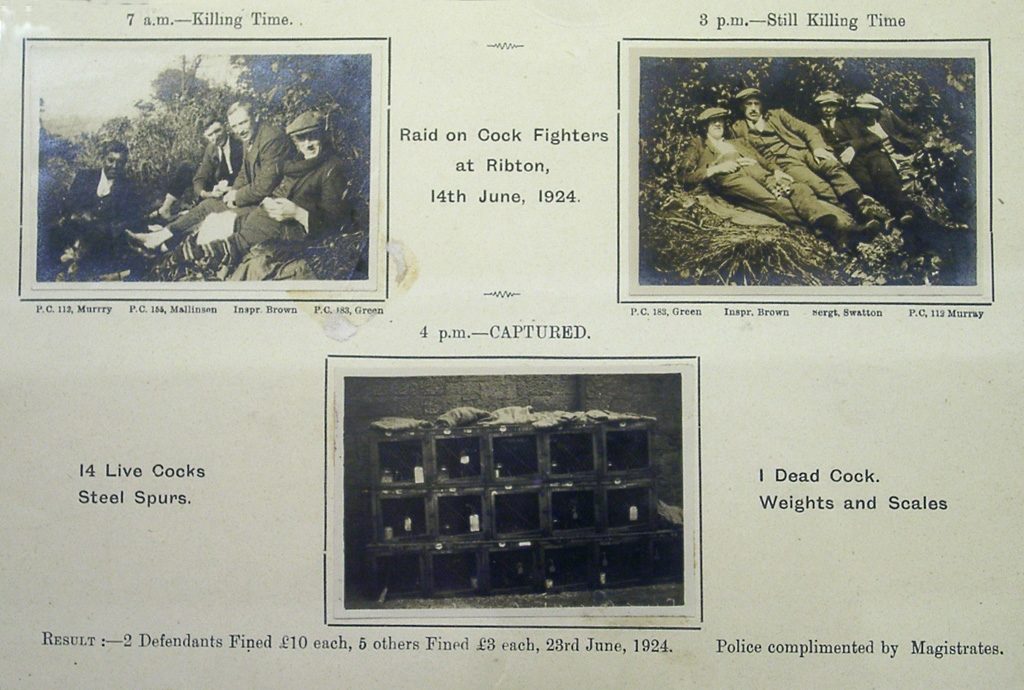 7 a.m.—Killing Time.
3 p.m.—Still Killing Time
Raid on Cock Fighters
at Ribton,
14th June, 1924.
P.C. 112, Murrry P.C. 155, Mallinson Inspr. Brown P.C. 183, Green
P.C. 183, Green Inspr. Brown Sergt. Swatton P.C, 112 Murray
4 p.m.—CAPTURED.
14 Live Cocks
Steel Spurs.
1 Dead Cock.
Weights and Scales
RESULT :—2 Defendants Fined £10 each, 5 others Fined £3 each, 23rd June, 1924. Police complimented by Magistrates.